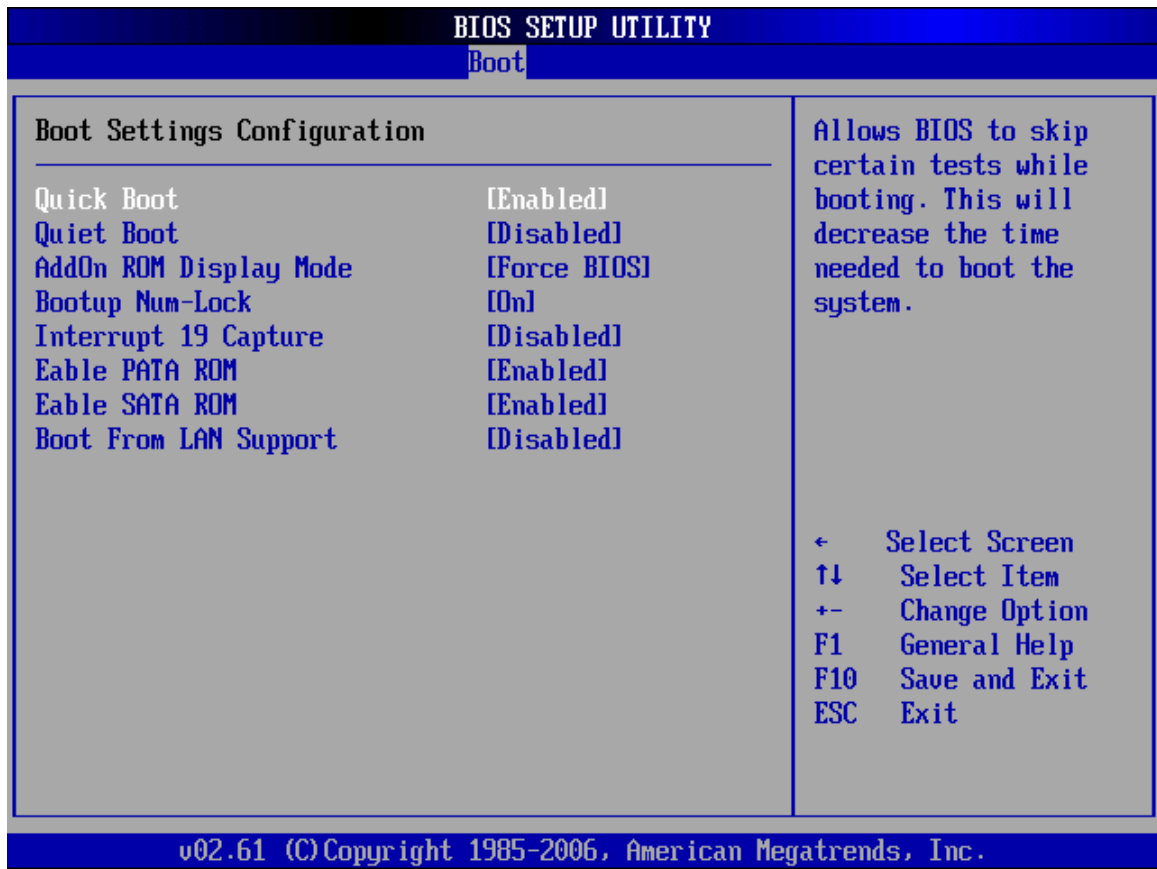 BIOS SETUP UTILITY
Boot
Boot Settings Configuration
Quick Boot [Enabled]
Quiet Boot [Disabled]
AddOn ROM Display Mode [Force BIOS]
Bootup Num-Lock [On]
Interrupt 19 Capture [Disabled]
Eable PATA ROM [Enabled]
Eable SATA ROM [Enabled]
Boot From LAN Support [Disabled]
Allows BIOS to skip
certain tests while
booting. This will
decrease the time
needed to boot the
system.
← Select Screen
↑↓ Select Item
+- Change Option
F1 General Help
F10 Save and Exit
ESC Exit
v02.61 (C)Copyright 1985-2006, American Megatrends, Inc.